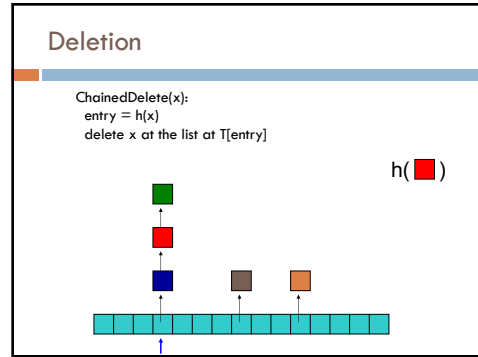 Deletion
ChainedDelete(x):
entry = h(x)
delete x at the list at T[entry]
h( )